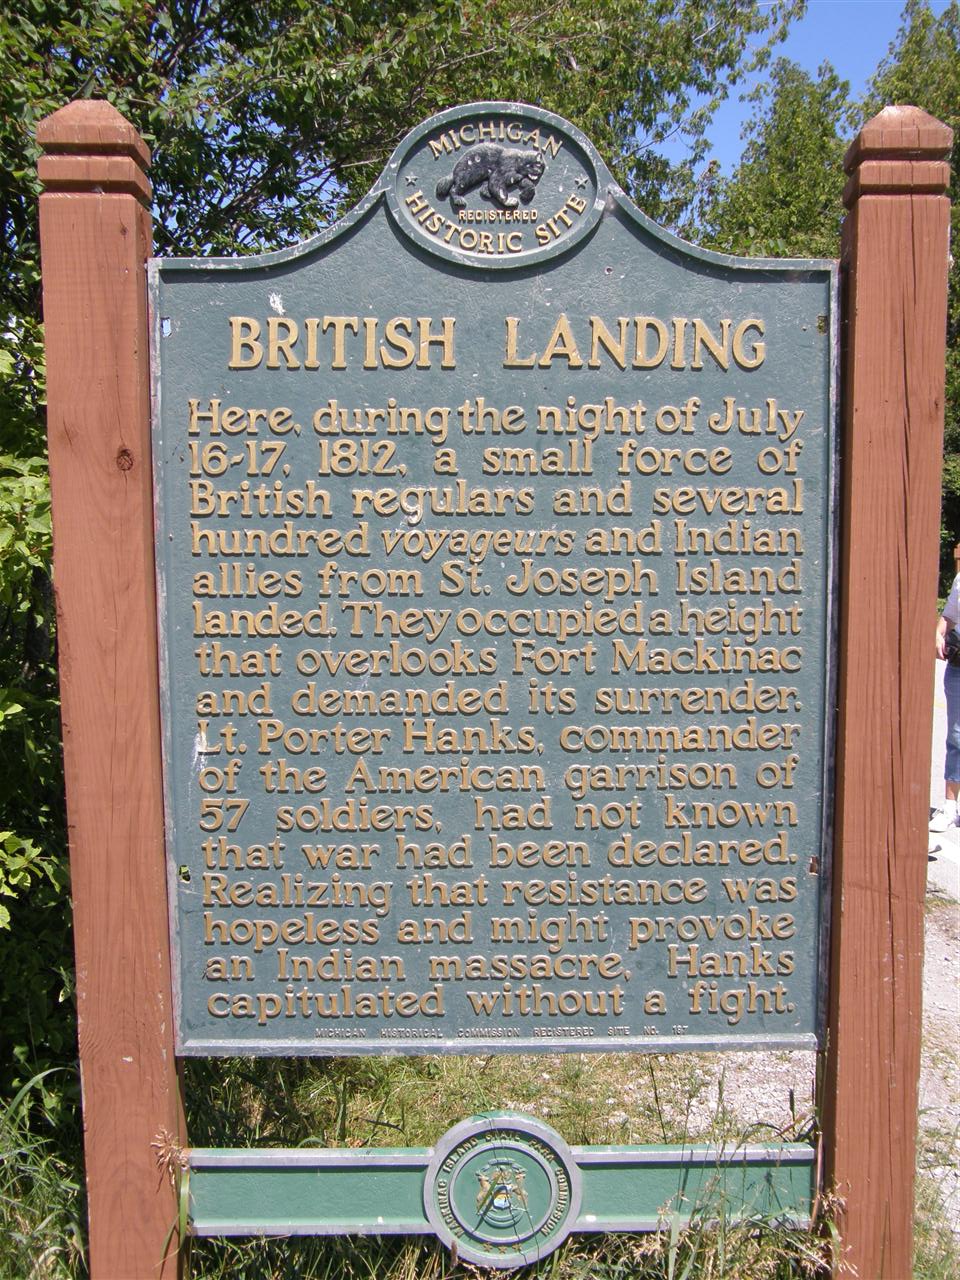 MICHIGAN
REGISTERED
HISTORIC SITE
BRITISH LANDING
Here, during the night of July
16-17, 1812, a small force of
British regulars and several
hundred voyageurs and Indian
allies from St. Joseph Island
landed. They occupied a height
that overlooks Fort Mackinac
and demanded its surrender.
Lt. Porter Hanks, commander
of the American garrison of
57 soldiers, had not known
that war had been declared.
Realizing that resistance was
hopeless and might provoke
an Indian massacre, Hanks
capitulated without a fight.
MICHIGAN HISTORICAL COMMISSION REGISTERED SITE NO. 187
MACKINAC ISLAND STATE PARK COMMISSION